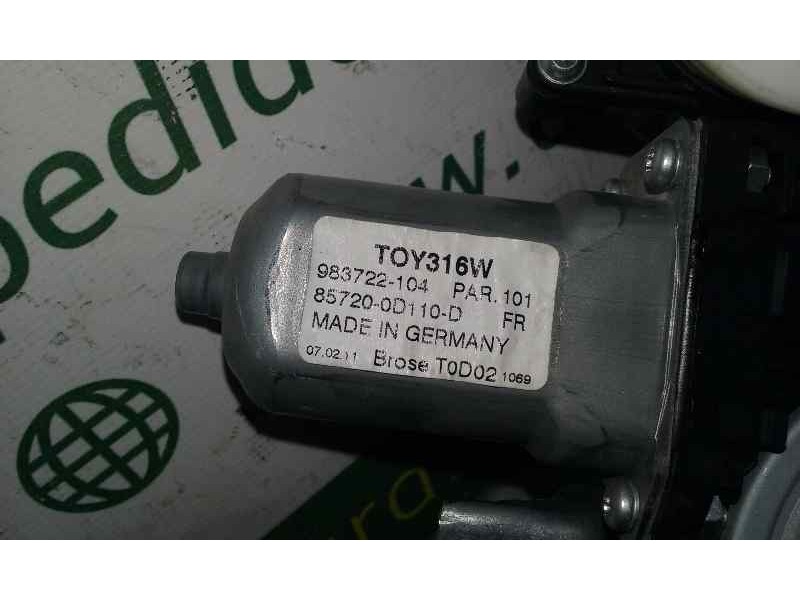 TOY316W
983722-104 PAR.101
85720-0D110-D FR
MADE IN GERMANY
07.02.11 Brose T0D02 1069